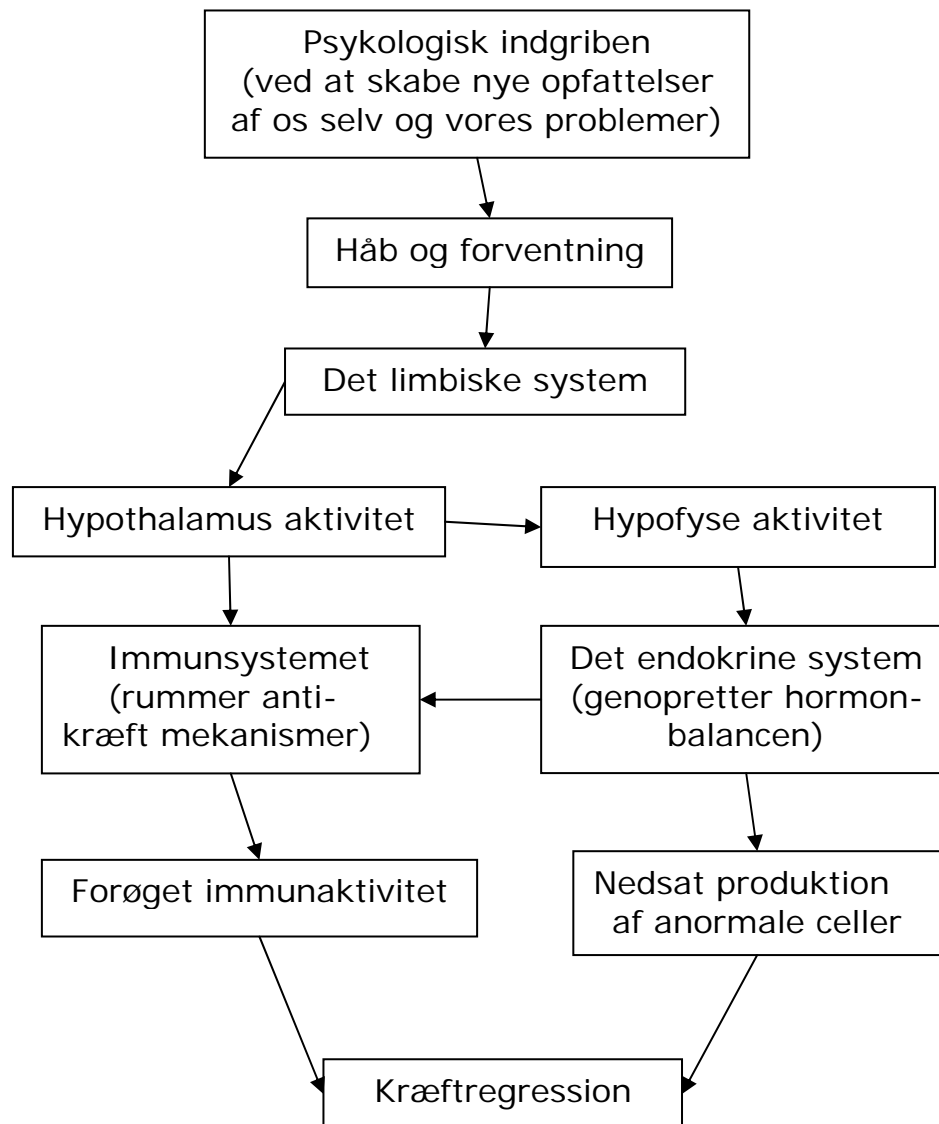 Psykologisk indgriben
(ved at skabe nye opfattelser
af os selv og vores problemer)
Håb og forventning
Det limbiske system
Hypothalamus aktivitet
Hypofyse aktivitet
Immunsystemet
(rummer anti-
kræft mekanismer)
Det endokrine system
(genopretter hormon-
balancen)
Forøget immunaktivitet
Nedsat produktion
af anormale celler
Kræftregression